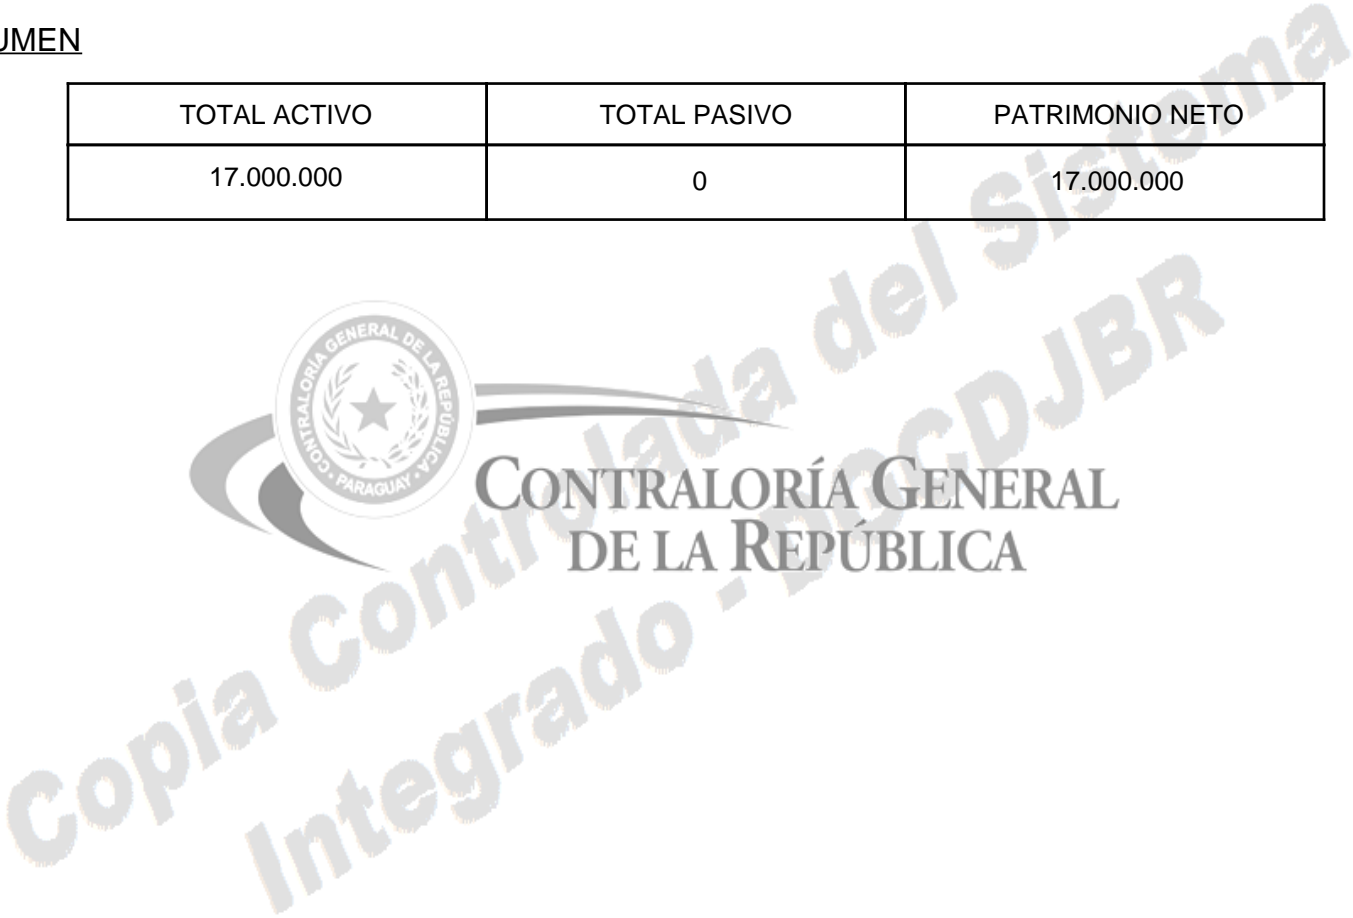 UMEN
TOTAL ACTIVO TOTAL PASIVO PATRIMONIO NETO
17.000.000 0 17.000.000
CONTRALORÍA GENERAL DE LA REPÚBLICA
PARAGUAY
CONTRALORÍA GENERAL
DE LA REPÚBLICA
Copia Controlada del Sistema
Integrado - DGCDJBR